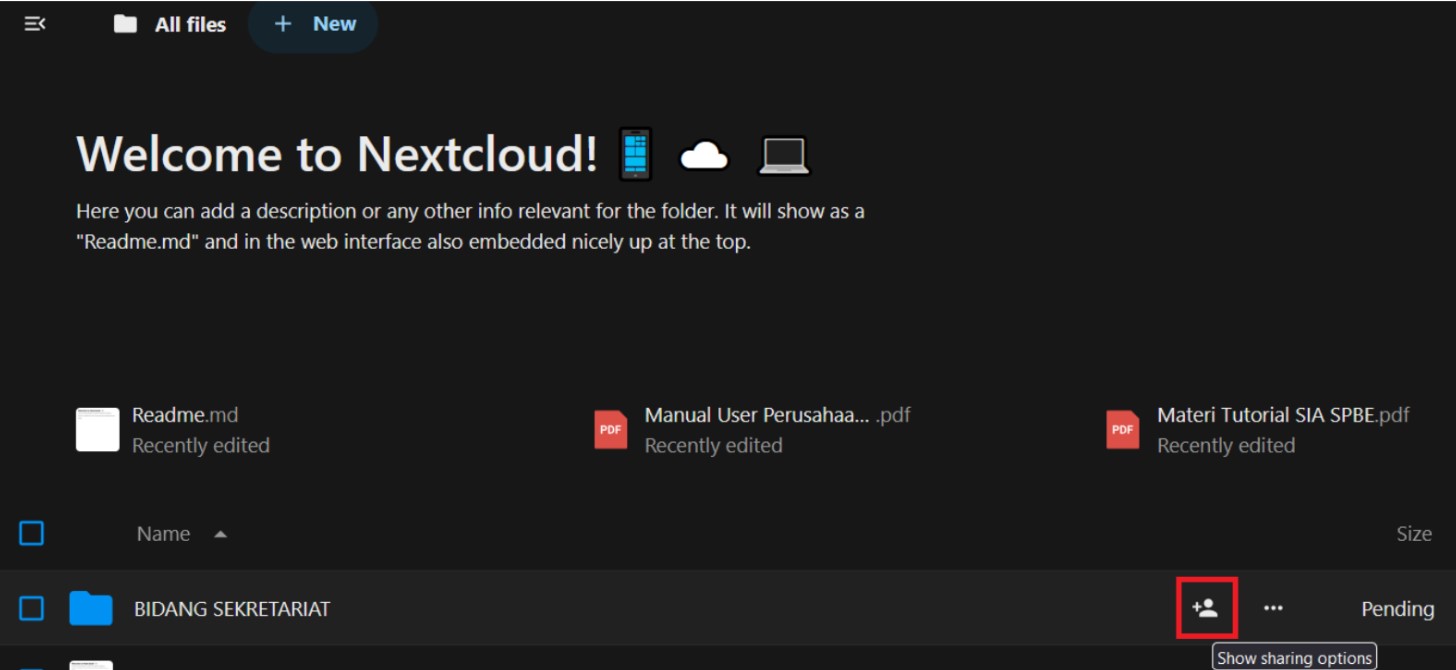 All files
+ New
Welcome to Nextcloud!
Here you can add a description or any other info relevant for the folder. It will show as a
"Readme.md" and in the web interface also embedded nicely up at the top.
Readme.md
Recently edited
PDF
Manual User Perusahaa... .pdf
Recently edited
PDF
Materi Tutorial SIA SPBE.pdf
Recently edited
Name
Size
BIDANG SEKRETARIAT
Pending
Show sharing options